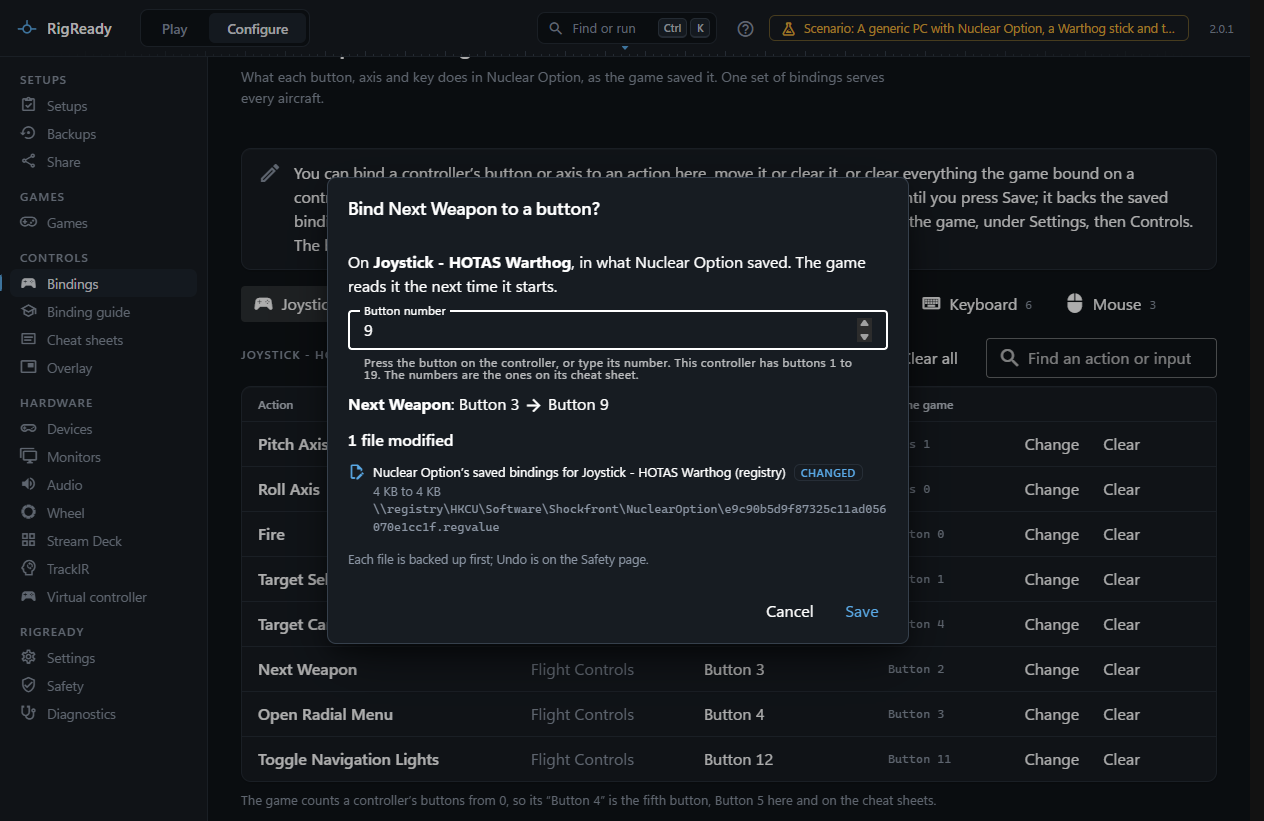 RigReady
Play
Configure
Find or run
Ctrl
K
Scenario: A generic PC with Nuclear Option, a Warthog stick and t...
2.0.1
SETUPS
Setups
Backups
Share
GAMES
Games
CONTROLS
Bindings
Binding guide
Cheat sheets
Overlay
HARDWARE
Devices
Monitors
Audio
Wheel
Stream Deck
TrackIR
Virtual controller
RIGREADY
Settings
Safety
Diagnostics
What each button, axis and key does in Nuclear Option, as the game saved it. One set of bindings serves
every aircraft.
You can bind a controller's button or axis to an action here, move it or clear it, or clear everything the game bound on a
until you press Save; it backs the saved
the game, under Settings, then Controls.
The
Keyboard 6
Mouse 3
JOYSTICK - HO
Clear all
Find an action or input
Action
game
Pitch Axis
1
Change
Clear
Roll Axis
0
Change
Clear
Fire
0
Change
Clear
Target Sel
1
Change
Clear
Target Ca
4
Change
Clear
Next Weapon
Flight Controls
Button 3
Button 2
Change
Clear
Open Radial Menu
Flight Controls
Button 4
Button 3
Change
Clear
Toggle Navigation Lights
Flight Controls
Button 12
Button 11
Change
Clear
The game counts a controller's buttons from 0, so its "Button 4" is the fifth button, Button 5 here and on the cheat sheets.
Bind Next Weapon to a button?
On Joystick - HOTAS Warthog, in what Nuclear Option saved. The game
reads it the next time it starts.
Button number
9
Press the button on the controller, or type its number. This controller has buttons 1 to
19. The numbers are the ones on its cheat sheet.
Next Weapon: Button 3 → Button 9
1 file modified
Nuclear Option's saved bindings for Joystick - HOTAS Warthog (registry)
CHANGED
4 KB to 4 KB
\\registry\HKCU\Software\Shockfront\NuclearOption\e9c90b5d9f87325c11ad056
070e1cc1f.regvalue
Each file is backed up first; Undo is on the Safety page.
Cancel
Save